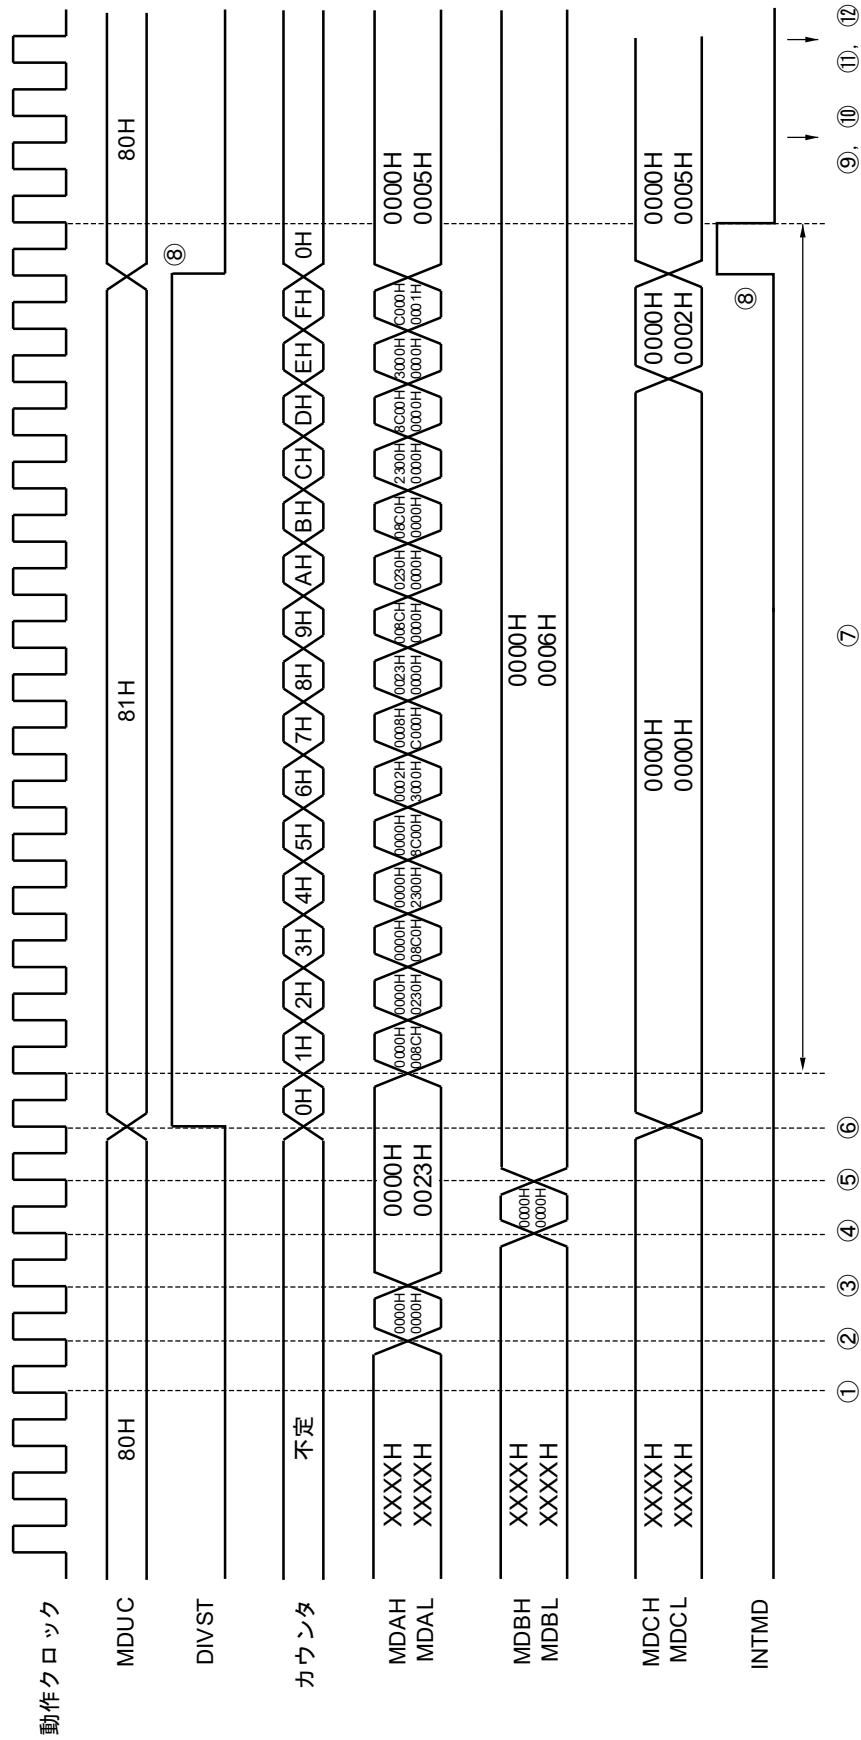 動作クロック
MDUC
80H
81H
80H
DIVST
⑧
カウンタ
不定
0H 1H 2H 3H 4H 5H 6H 7H 8H 9H AH BH CH DH EH FH 0H
MDAH
MDAL
XXXXH
XXXXH
0000H
0000H
0000H
0023H
0000H
008CH
0000H
0230H
0000H
08C0H
0000H
2300H
0000H
8C00H
0002H
3000H
0008H
C000H
0023H
0000H
008CH
0000H
0230H
0000H
08C0H
0000H
2300H
0000H
8C00H
0000H
3000H
0000H
C000H
0001H
0000H
0005H
MDBH
MDBL
XXXXH
XXXXH
0000H
0000H
0000H
0006H
MDCH
MDCL
XXXXH
XXXXH
0000H
0000H
0000H
0002H
0000H
0005H
INTMD
⑧
① ② ③ ④ ⑤ ⑥ ⑦ ⑨, ⑩ ⑪, ⑫